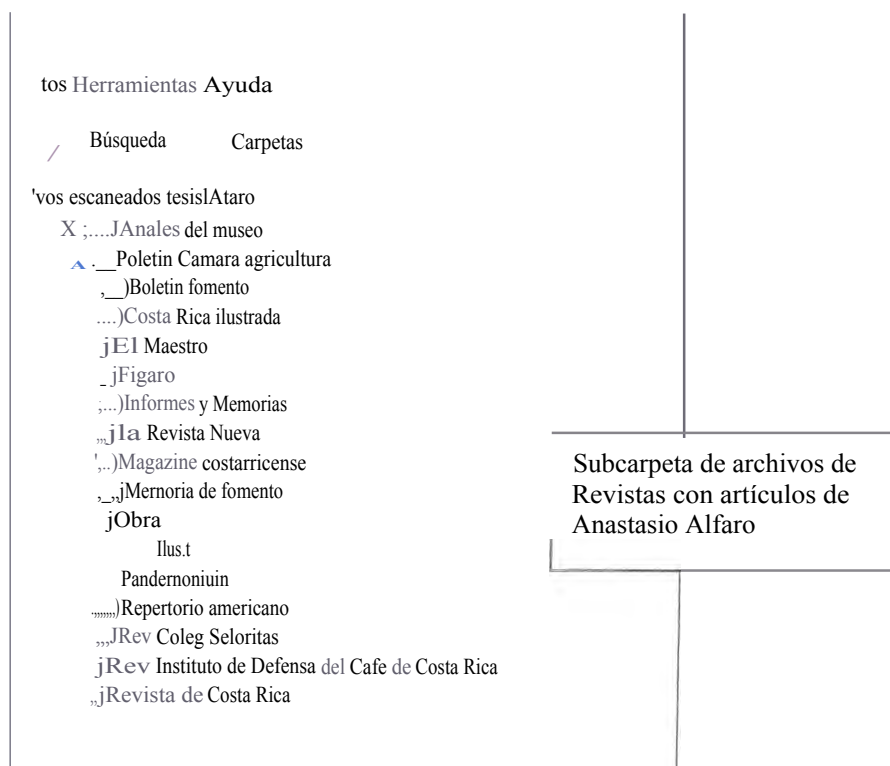 tos Herramientas Ayuda
/ Búsqueda Carpetas
'vos escaneados tesislAtaro
X ;....JAnales del museo
A .__Poletin Camara agricultura
,__)Boletin fomento
....)Costa Rica ilustrada
jEl Maestro
_ jFigaro
;...)Informes y Memorias
,,,jla Revista Nueva
',..)Magazine costarricense
,_,,jMernoria de fomento
jObra
Ilus.t
Pandernoniuin
.,,,,,,,)Repertorio americano
,,,JRev Coleg Seloritas
jRev Instituto de Defensa del Cafe de Costa Rica
,,jRevista de Costa Rica
Subcarpeta de archivos de
Revistas con artículos de
Anastasio Alfaro